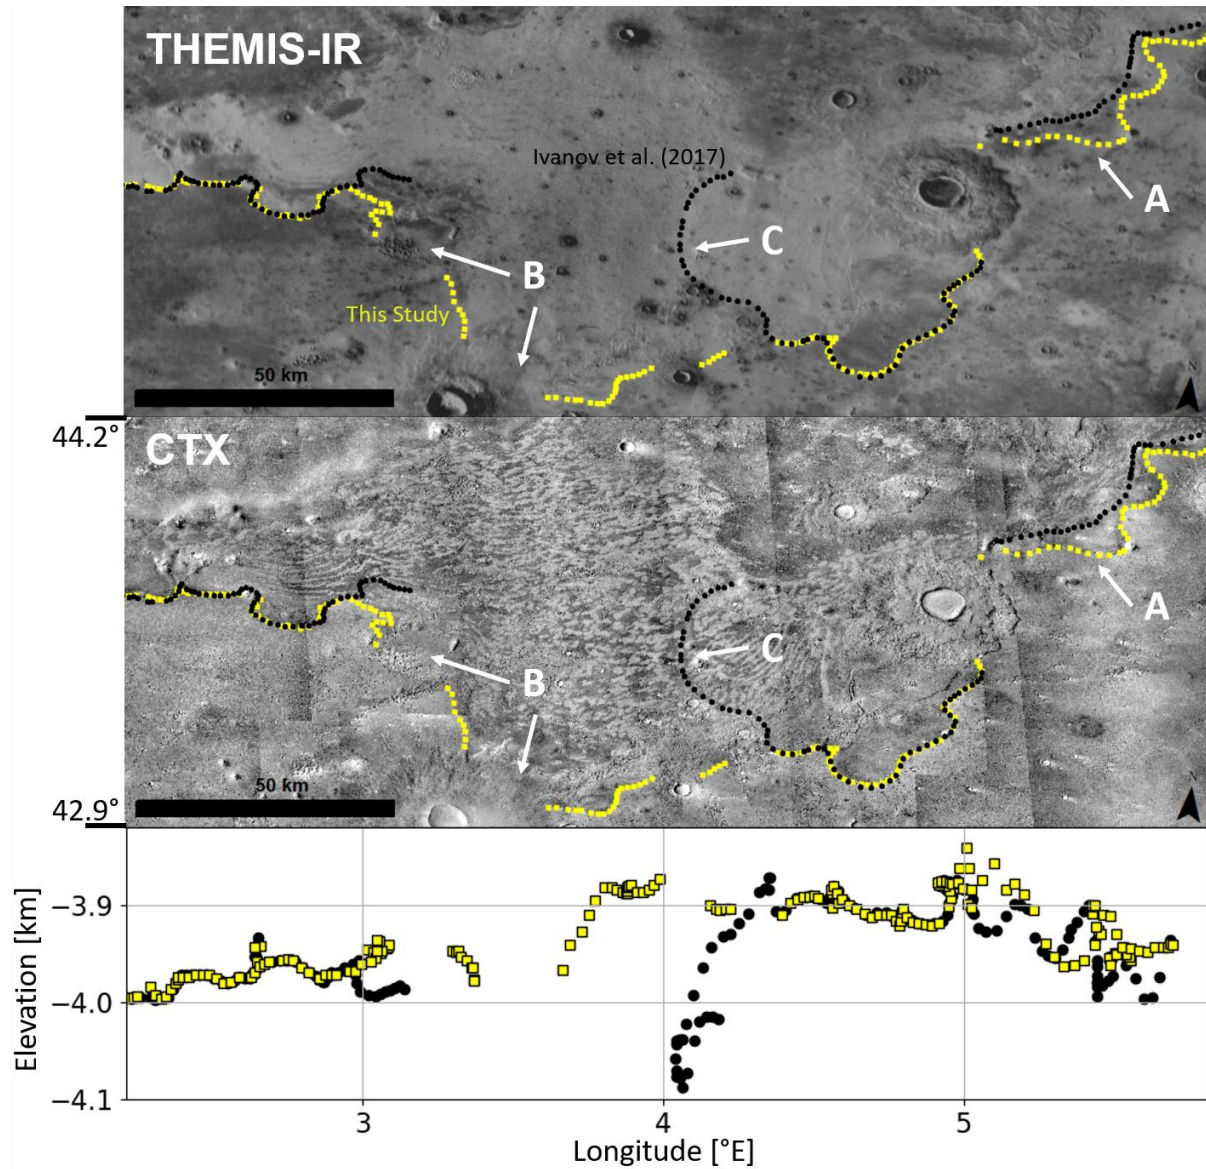 THEMIS-IR
Ivanov et al. (2017)
A
C
B
This Study
50 km
N
44.2°
CTX
A
C
B
50 km
N
42.9°
Elevation [km]
−3.9
−4.0
−4.1
3
4
5
Longitude [°E]